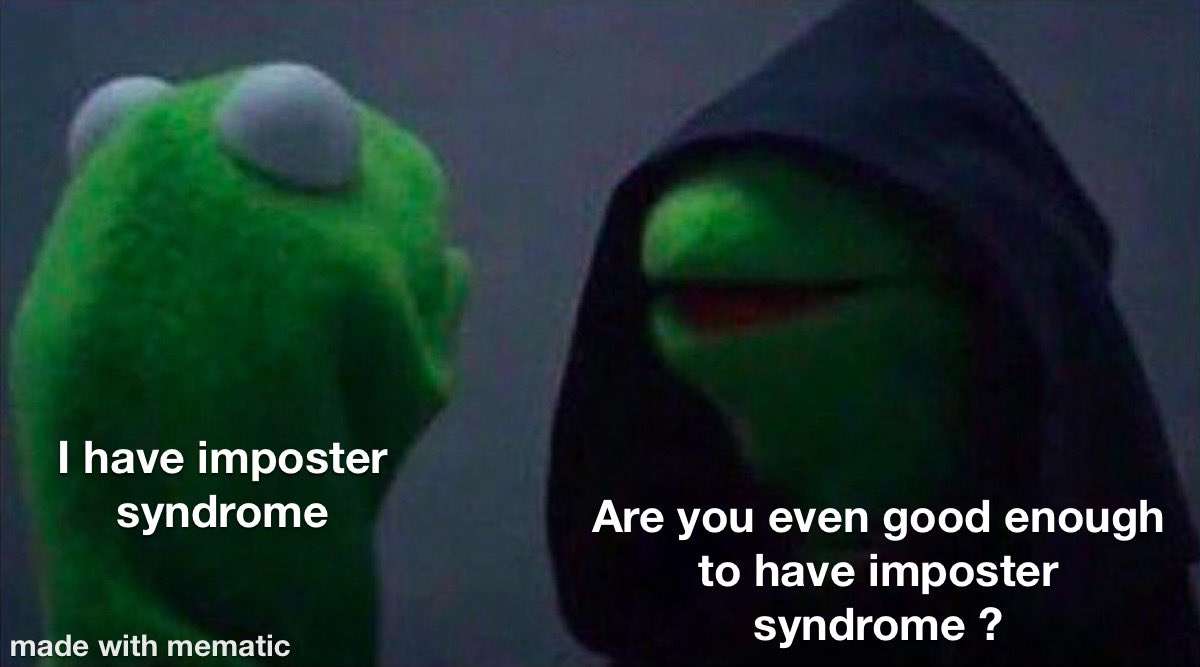 I have imposter
syndrome
Are you even good enough
to have imposter
syndrome ?
made with mematic